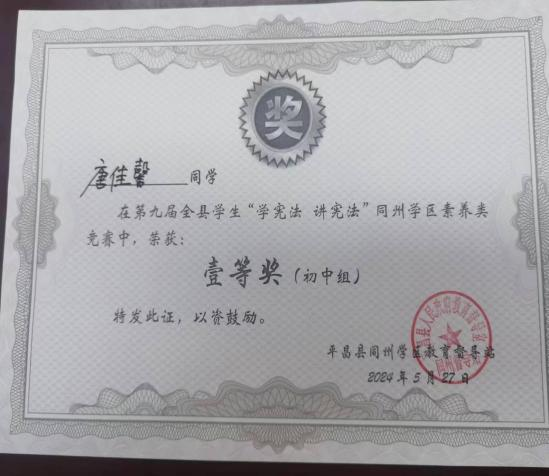 奖
唐佳馨 同学
在第九届全县学生“学宪法 讲宪法”同州学区素养类
竞赛中，荣获：
壹等奖（初中组）
特发此证，以资鼓励。
平昌县同州学区教育督导站
2024年5月27日